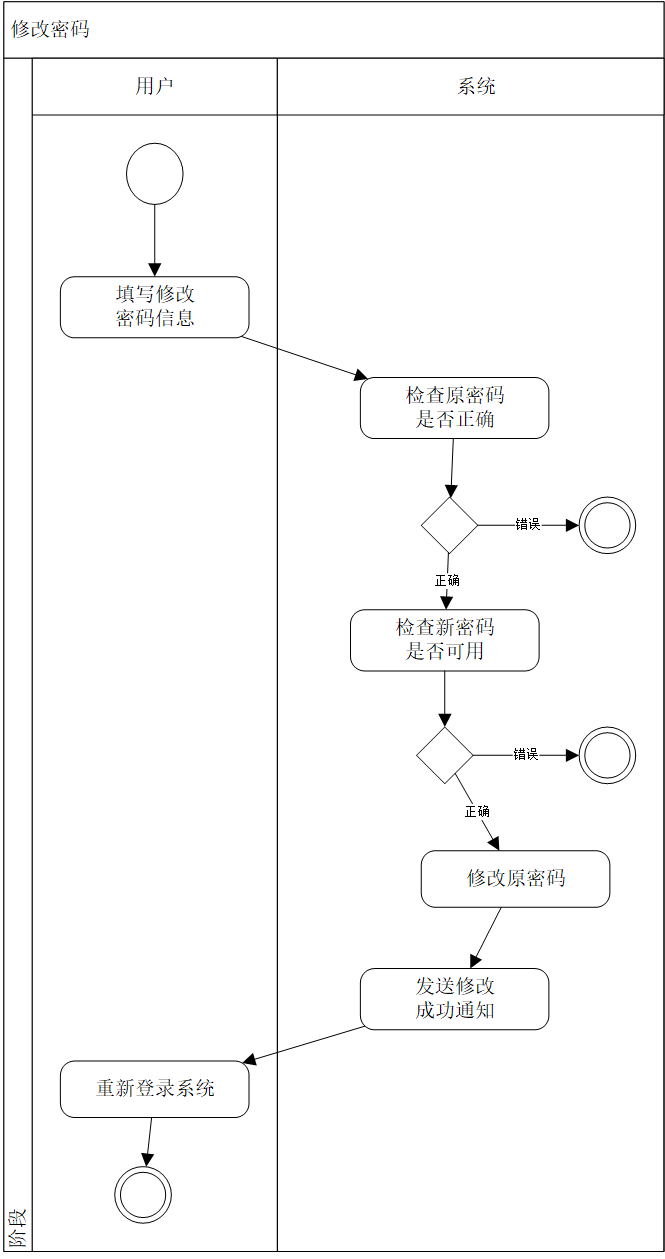 修改密码
用户
系统
填写修改
密码信息
检查原密码
是否正确
错误
正确
检查新密码
是否可用
错误
正确
修改原密码
发送修改
成功通知
重新登录系统
阶段